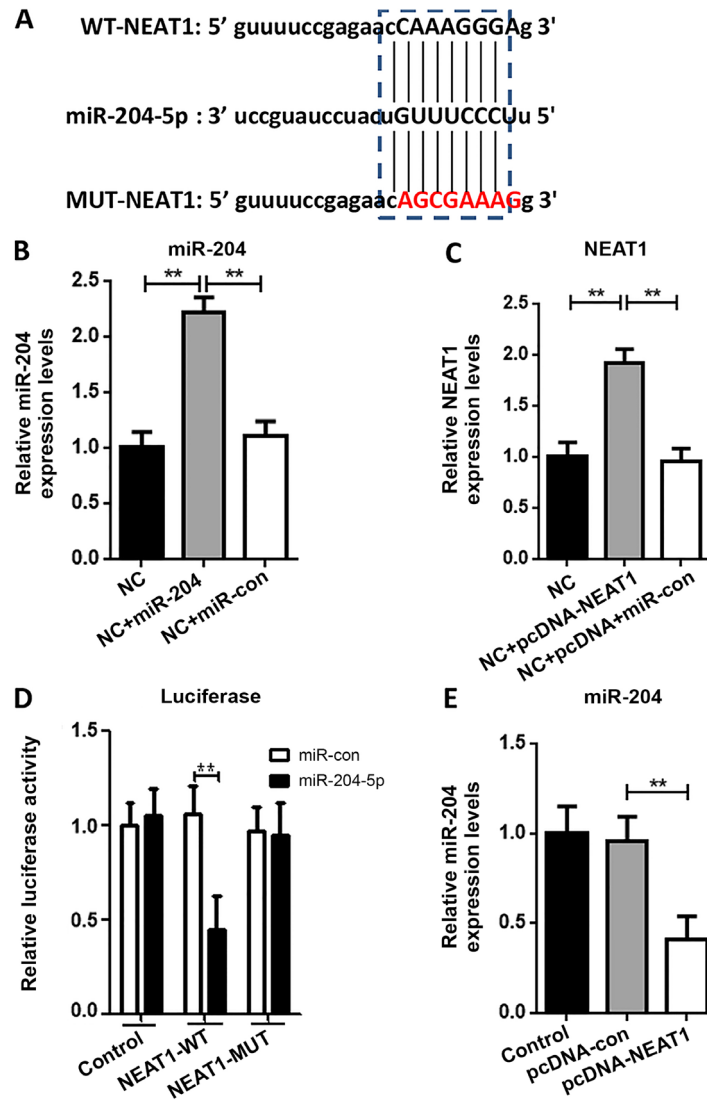 A
WT-NEAT1: 5' guuuuccgagaacCAAAGGGAg 3'
miR-204-5p : 3' uccguauccuacuGUUUCCCUu 5'
MUT-NEAT1: 5' guuuuccgagaacAGCGAAAGg 3'
B
miR-204
** **
Relative miR-204
expression levels
2.5
2.0
1.5
1.0
0.5
0.0
NC
NC+miR-204
NC+miR-con
C
NEAT1
** **
Relative NEAT1
expression levels
2.5
2.0
1.5
1.0
0.5
0.0
NC
NC+pcDNA-NEAT1
NC+pcDNA+miR-con
D
Luciferase
Relative luciferase activity
1.5
1.0
0.5
0.0
**
miR-con
miR-204-5p
Control
NEAT1-WT
NEAT1-MUT
E
miR-204
**
Relative miR-204
expression levels
1.5
1.0
0.5
0.0
Control
pcDNA-con
pcDNA-NEAT1